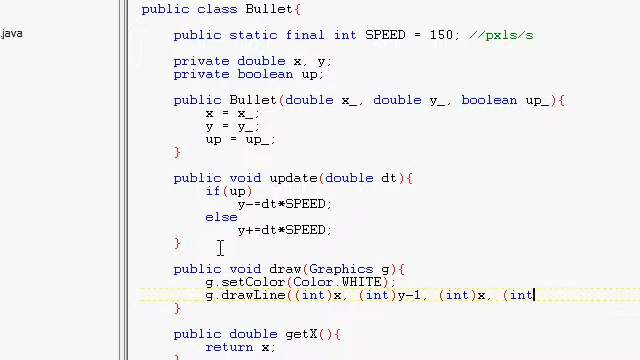 public class Bullet{
.java
public static final int SPEED = 150; //pxls/s
private double x, y;
private boolean up;
public Bullet(double x_, double y_, boolean up_){
x = x_;
y = y_;
up = up_;
}
public void update(double dt){
if(up)
y-=dt*SPEED;
else
y+=dt*SPEED;
}
public void draw(Graphics g){
g.setColor(Color.WHITE);
g.drawLine((int)x, (int)y-1, (int)x, (int
}
public double getX(){
return x;